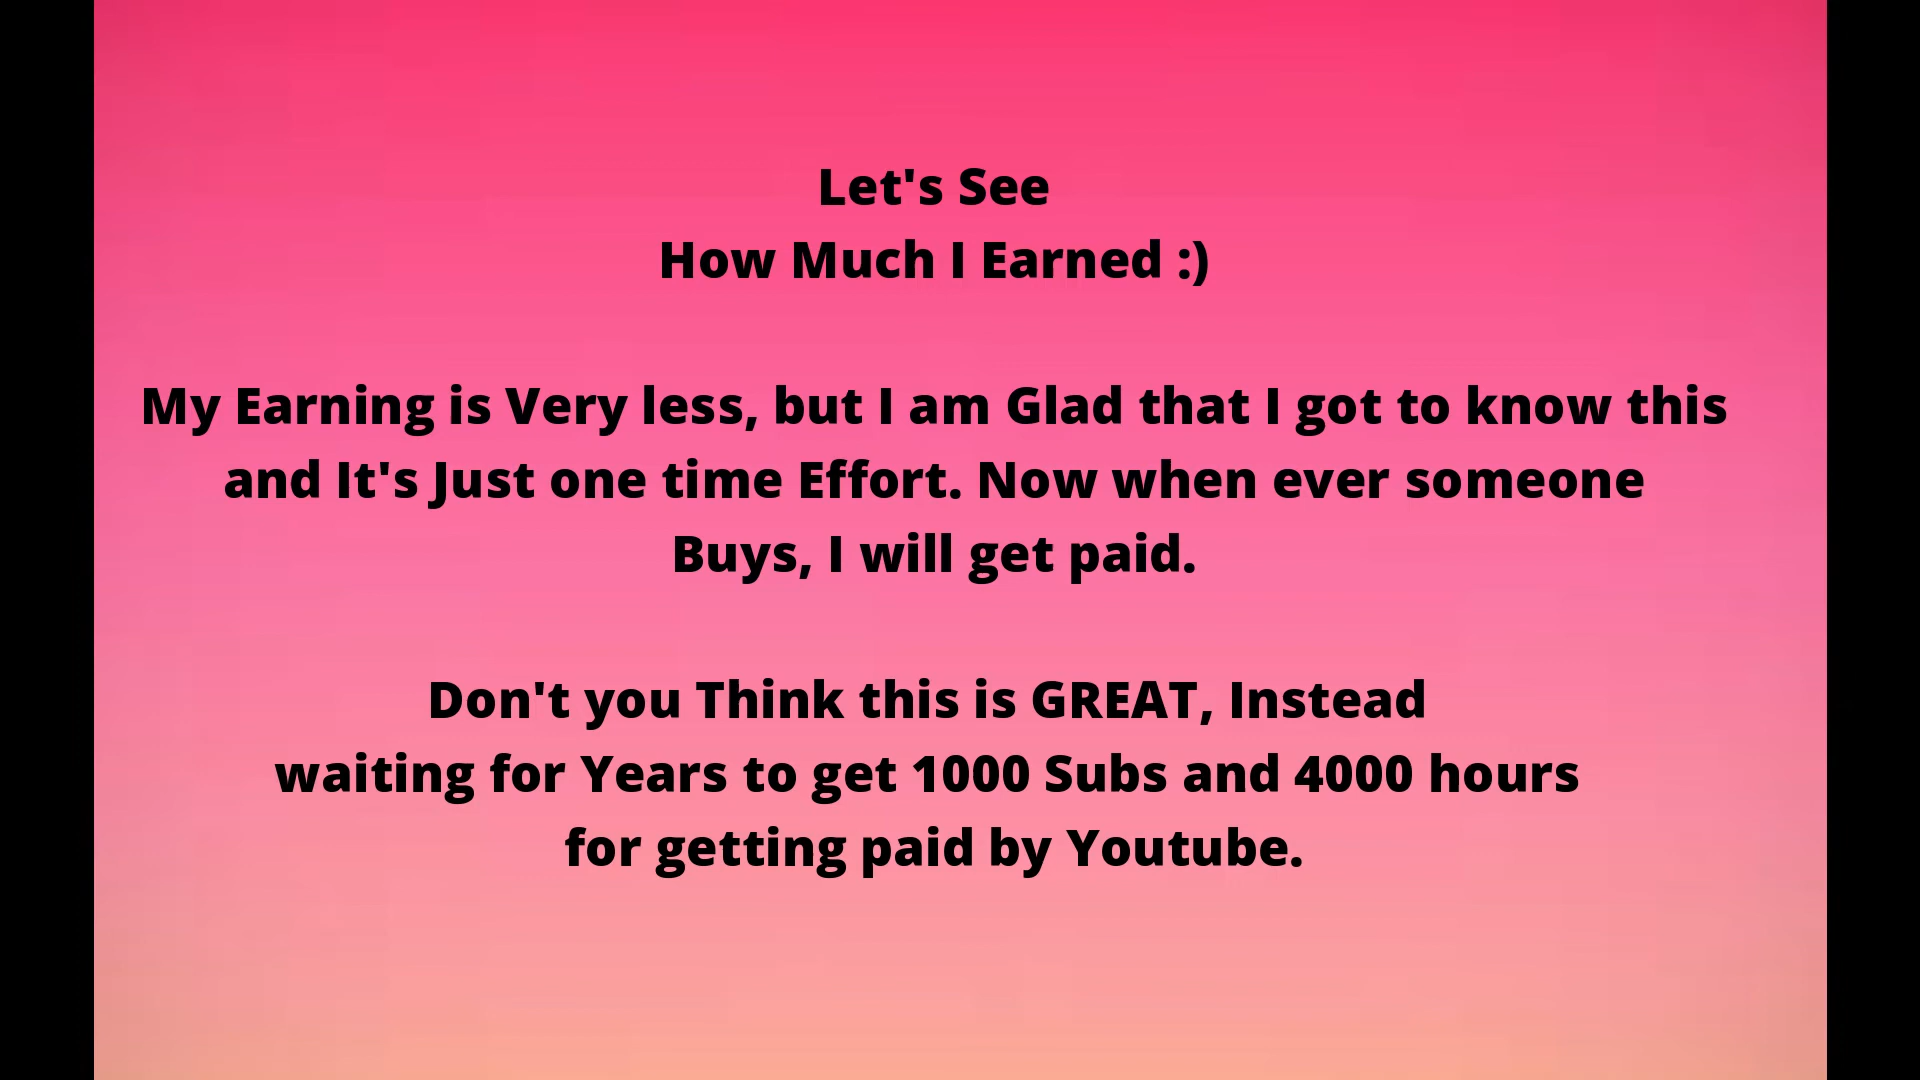 Let's See
How Much I Earned :)
My Earning is Very less, but I am Glad that I got to know this
and It's Just one time Effort. Now when ever someone
Buys, I will get paid.
Don't you Think this is GREAT, Instead
waiting for Years to get 1000 Subs and 4000 hours
for getting paid by Youtube.